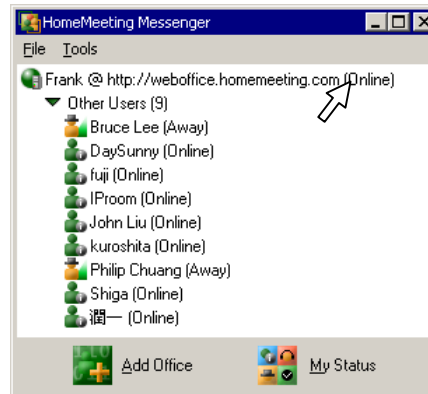 HomeMeeting Messenger
File Tools
Frank @ http://weboffice.homemeeting.com (Online)
Other Users (9)
Bruce Lee (Away)
DaySunny (Online)
fuji (Online)
IProom (Online)
John Liu (Online)
kuroshita (Online)
Philip Chuang (Away)
Shiga (Online)
潤一 (Online)
Add Office My Status